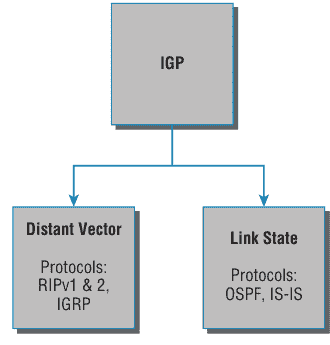 IGP
Distant Vector
Protocols:
RIPv1 & 2,
IGRP
Link State
Protocols:
OSPF, IS-IS